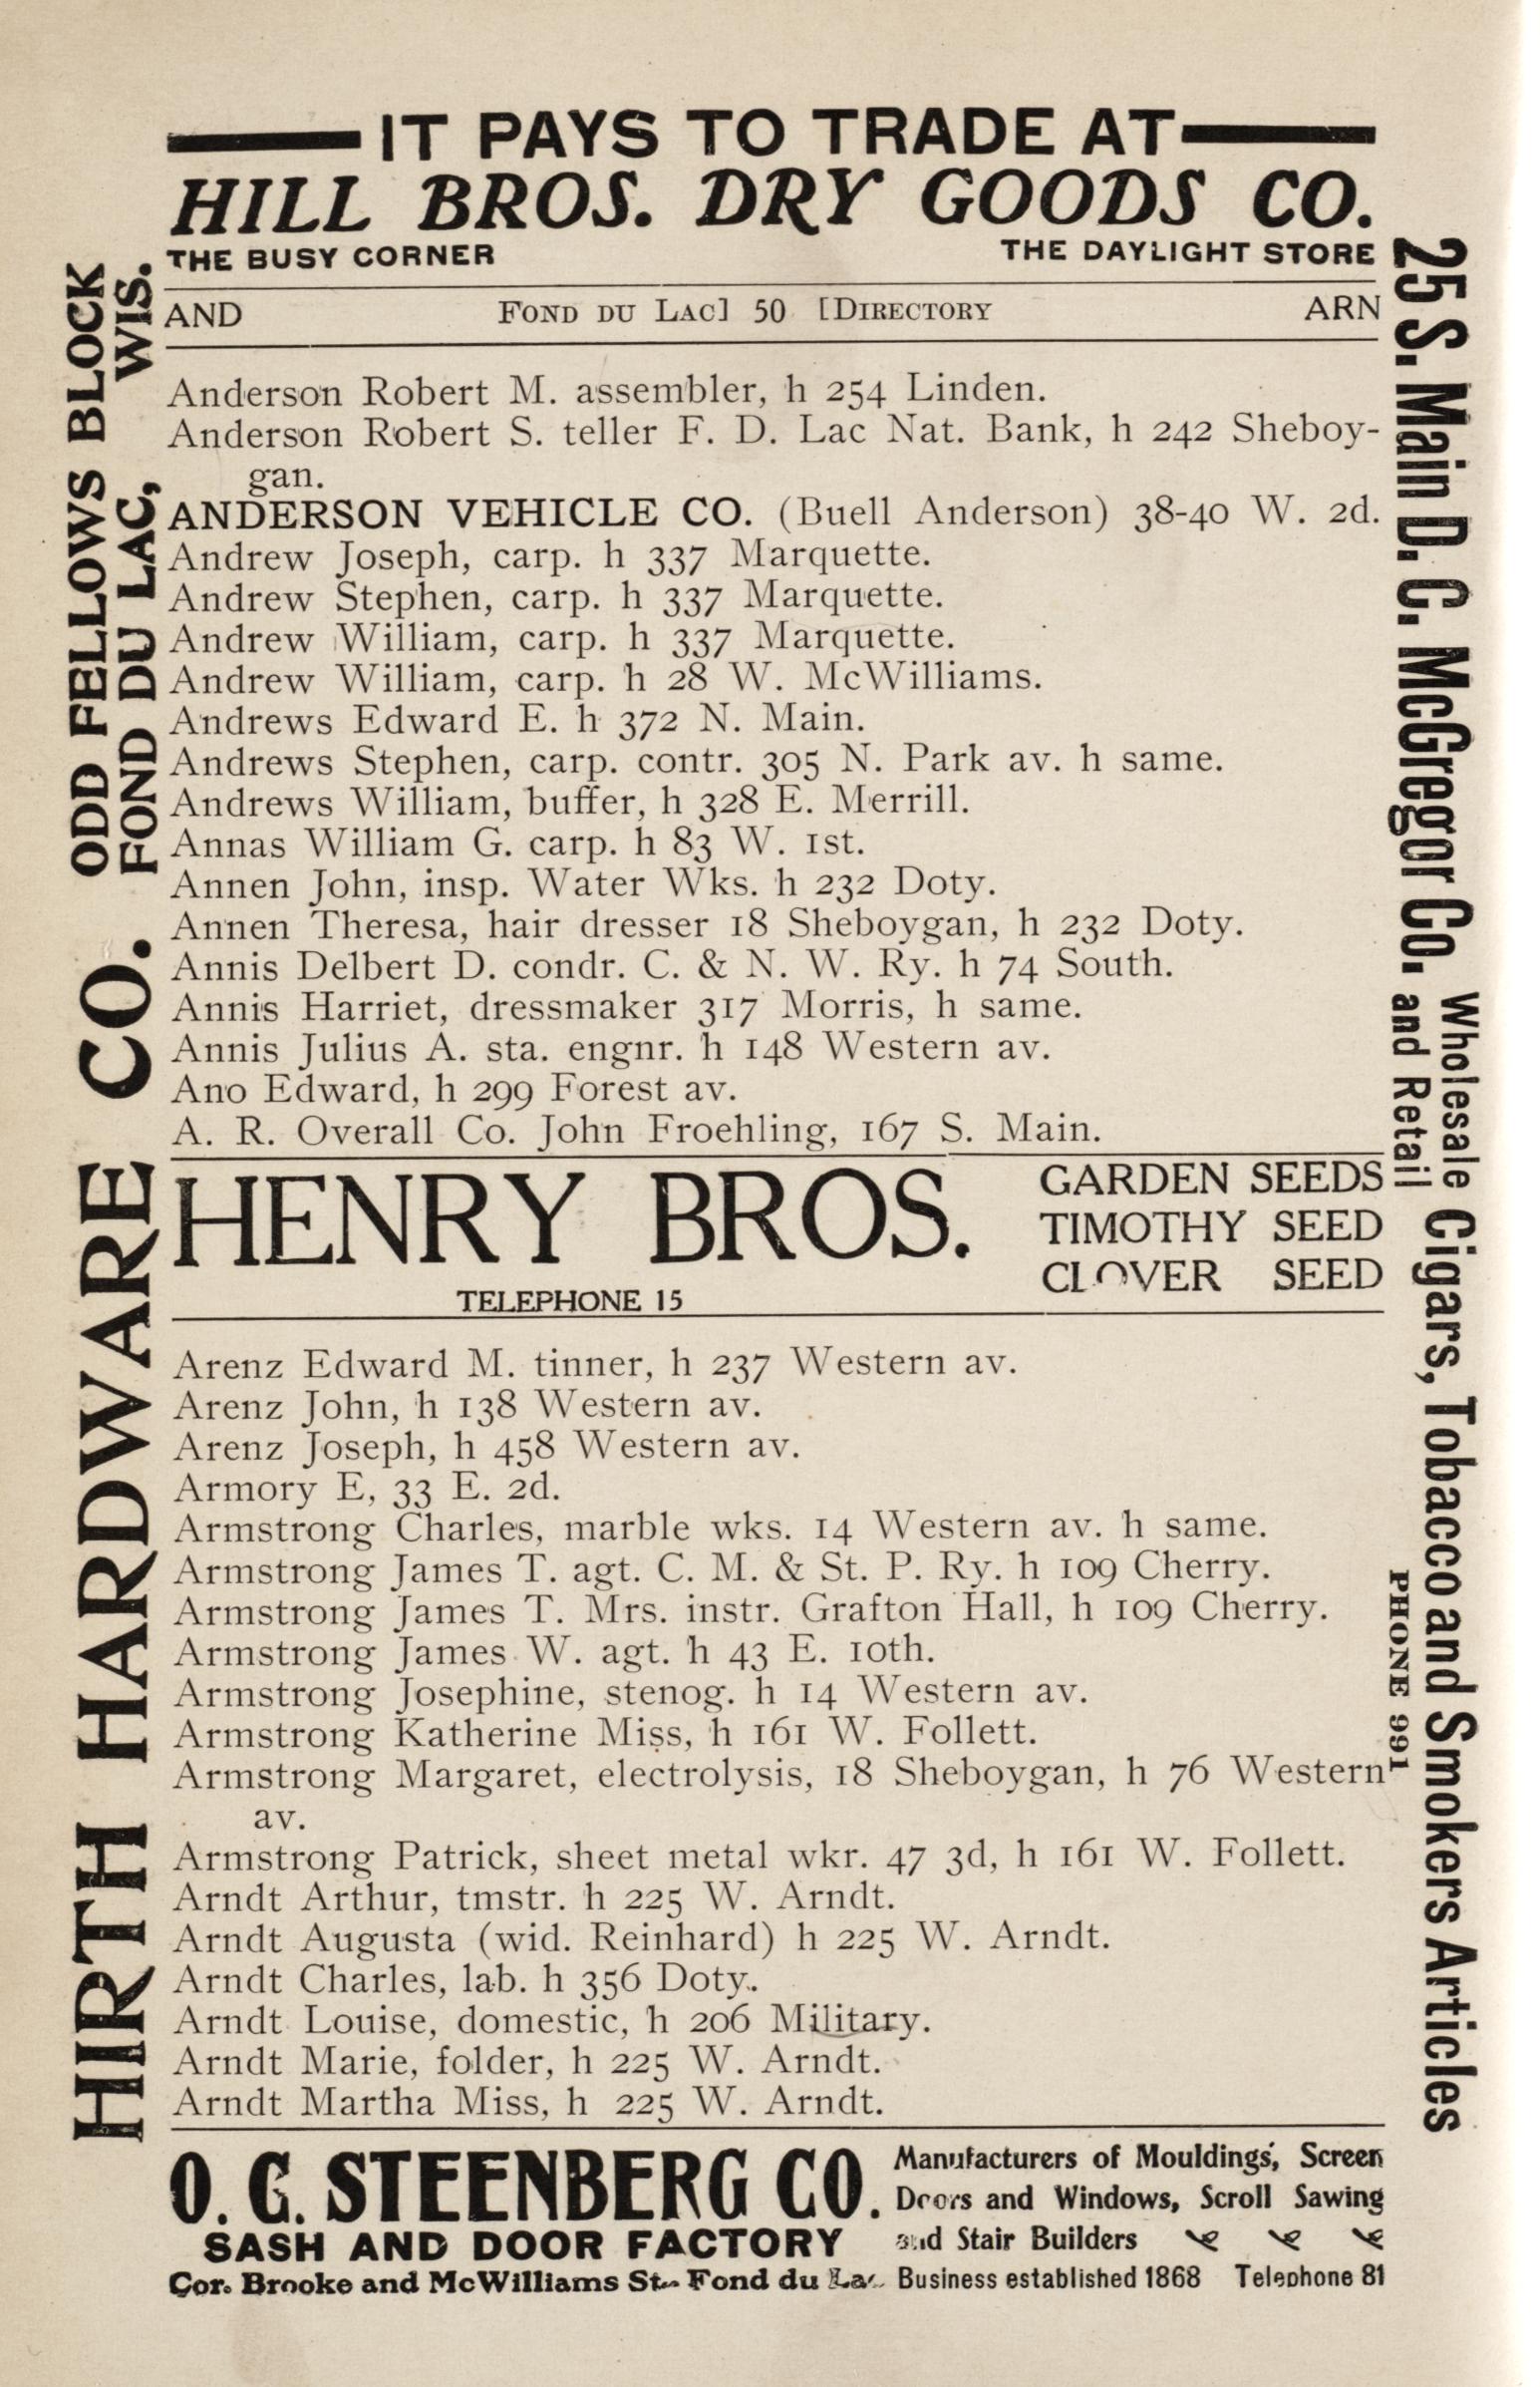 IT PAYS TO TRADE AT
HILL BROS. DRY GOODS CO.
THE BUSY CORNER THE DAYLIGHT STORE
AND FOND DU LAC] 50 [DIRECTORY ARN
Anderson Robert M. assembler, h 254 Linden.
Anderson Robert S. teller F. D. Lac Nat. Bank, h 242 Sheboy-
gan.
ANDERSON VEHICLE CO. (Buell Anderson) 38-40 W. 2d.
Andrew Joseph, carp. h 337 Marquette.
Andrew Stephen, carp. h 337 Marquette.
Andrew William, carp. h 337 Marquette.
Andrew William, carp. h 28 W. McWilliams.
Andrews Edward E. h 372 N. Main.
Andrews Stephen, carp. contr. 305 N. Park av. h same.
Andrews William, buffer, h 328 E. Merrill.
Annas William G. carp. h 83 W. 1st.
Annen John, insp. Water Wks. h 232 Doty.
Annen Theresa, hair dresser 18 Sheboygan, h 232 Doty.
Annis Delbert D. condr. C. & N. W. Ry. h 74 South.
Annis Harriet, dressmaker 317 Morris, h same.
Annis Julius A. sta. engnr. h 148 Western av.
Ano Edward, h 299 Forest av.
A. R. Overall Co. John Froehling, 167 S. Main.
HENRY BROS.
TELEPHONE 15
GARDEN SEEDS
TIMOTHY SEED
CLOVER SEED
Arenz Edward M. tinner, h 237 Western av.
Arenz John, h 138 Western av.
Arenz Joseph, h 458 Western av.
Armory E, 33 E. 2d.
Armstrong Charles, marble wks. 14 Western av. h same.
Armstrong James T. agt. C. M. & St. P. Ry. h 109 Cherry.
Armstrong James T. Mrs. instr. Grafton Hall, h 109 Cherry.
Armstrong James W. agt. h 43 E. 10th.
Armstrong Josephine, stenog. h 14 Western av.
Armstrong Katherine Miss, h 161 W. Follett.
Armstrong Margaret, electrolysis, 18 Sheboygan, h 76 Western
av.
Armstrong Patrick, sheet metal wkr. 47 3d, h 161 W. Follett.
Arndt Arthur, tmstr. h 225 W. Arndt.
Arndt Augusta (wid. Reinhard) h 225 W. Arndt.
Arndt Charles, lab. h 356 Doty.
Arndt Louise, domestic, h 206 Military.
Arndt Marie, folder, h 225 W. Arndt.
Arndt Martha Miss, h 225 W. Arndt.
O. C. STEENBERG CO.
SASH AND DOOR FACTORY
Cor. Brooke and McWilliams St. Fond du Lac
Manufacturers of Mouldings, Screen
Doors and Windows, Scroll Sawing
and Stair Builders
Business established 1868 Telephone 81
HIRTH HARDWARE CO.
ODD FELLOWS BLOCK
FOND DU LAC, WIS.
25 S. Main D. C. McGregor Co.
Wholesale
and Retail
Cigars, Tobacco and Smokers Articles
PHONE 991